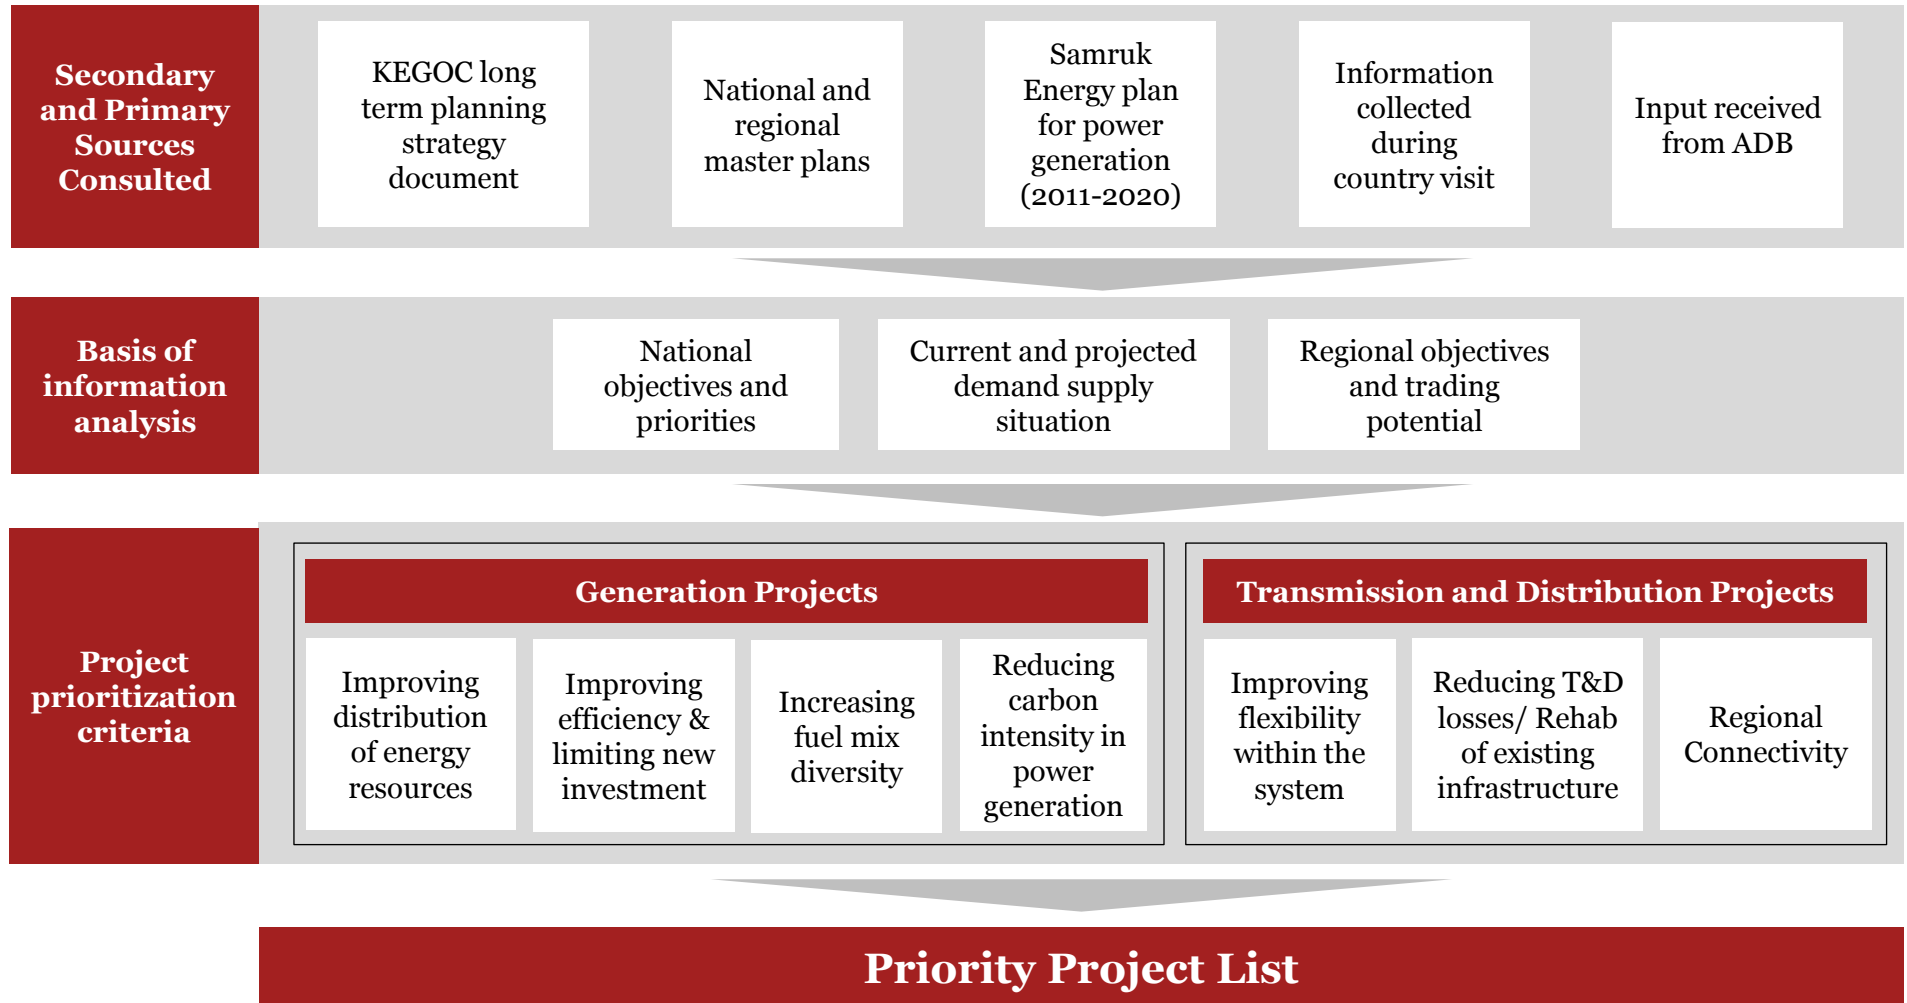 Secondary
and Primary
Sources
Consulted
KEGOC long
term planning
strategy
document
National and
regional
master plans
Samruk
Energy plan
for power
generation
(2011-2020)
Information
collected
during
country visit
Input received
from ADB
Basis of
information
analysis
National
objectives and
priorities
Current and projected
demand supply
situation
Regional objectives
and trading
potential
Project
prioritization
criteria
Generation Projects
Improving
distribution
of energy
resources
Improving
efficiency &
limiting new
investment
Increasing
fuel mix
diversity
Reducing
carbon
intensity in
power
generation
Transmission and Distribution Projects
Improving
flexibility
within the
system
Reducing T&D
losses/ Rehab
of existing
infrastructure
Regional
Connectivity
Priority Project List